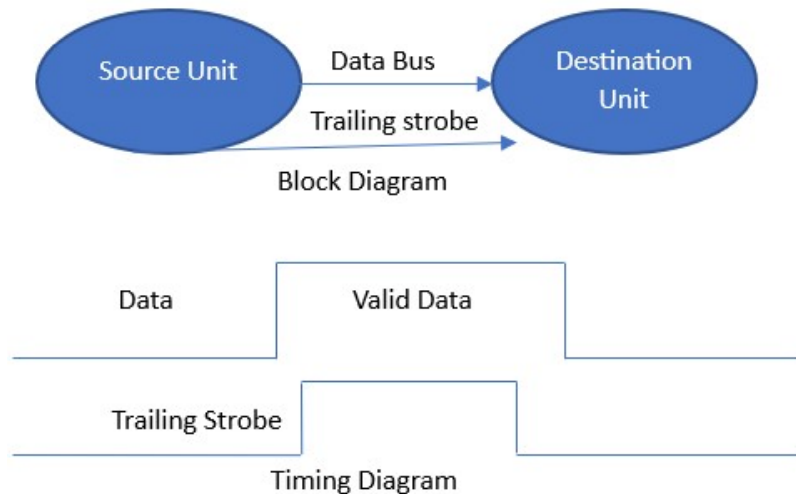 Source Unit
Data Bus
Destination
Unit
Trailing strobe
Block Diagram
Data
Valid Data
Trailing Strobe
Timing Diagram